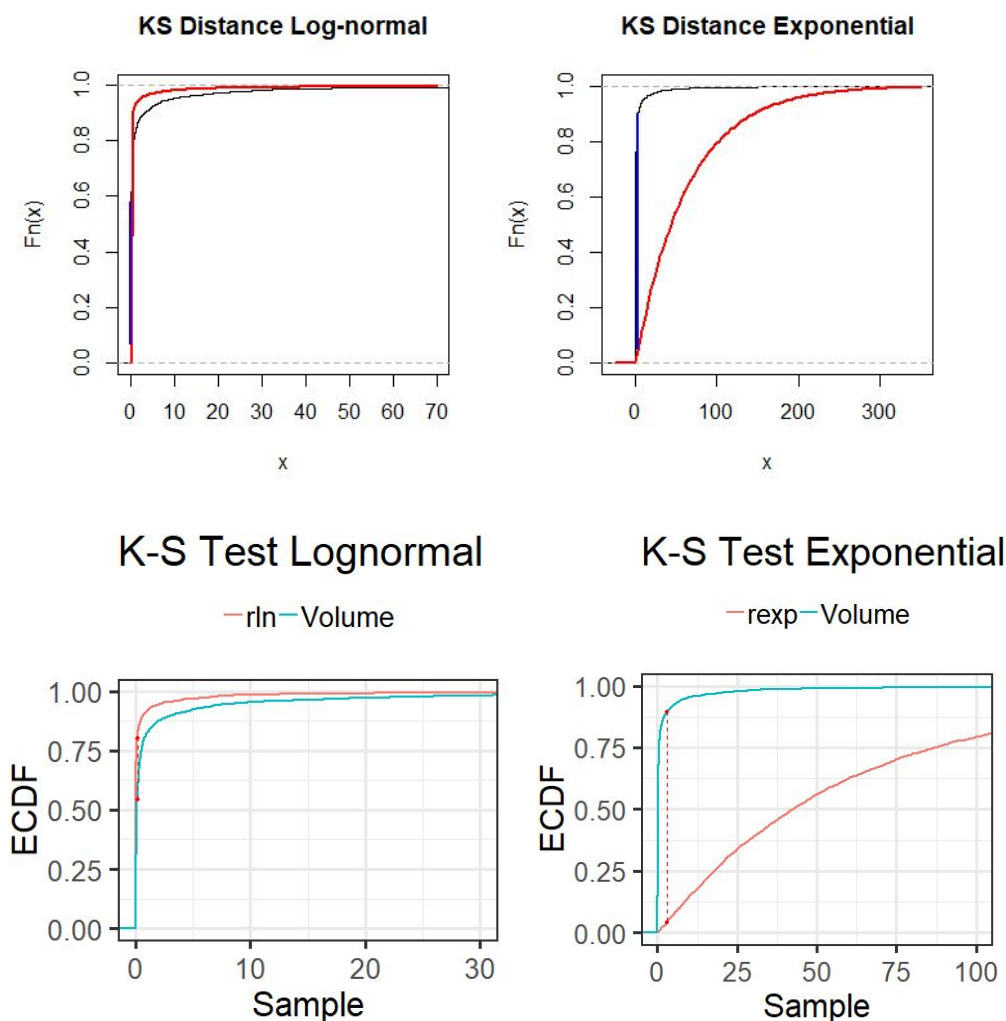 KS Distance Log-normal
Fn(x)
1.0
0.8
0.6
0.4
0.2
0.0
0 10 20 30 40 50 60 70
x
KS Distance Exponential
Fn(x)
1.0
0.8
0.6
0.4
0.2
0.0
0 100 200 300
x
K-S Test Lognormal
rln Volume
ECDF
1.00
0.75
0.50
0.25
0.00
0 10 20 30
Sample
K-S Test Exponential
rexp Volume
ECDF
1.00
0.75
0.50
0.25
0.00
0 25 50 75 100
Sample